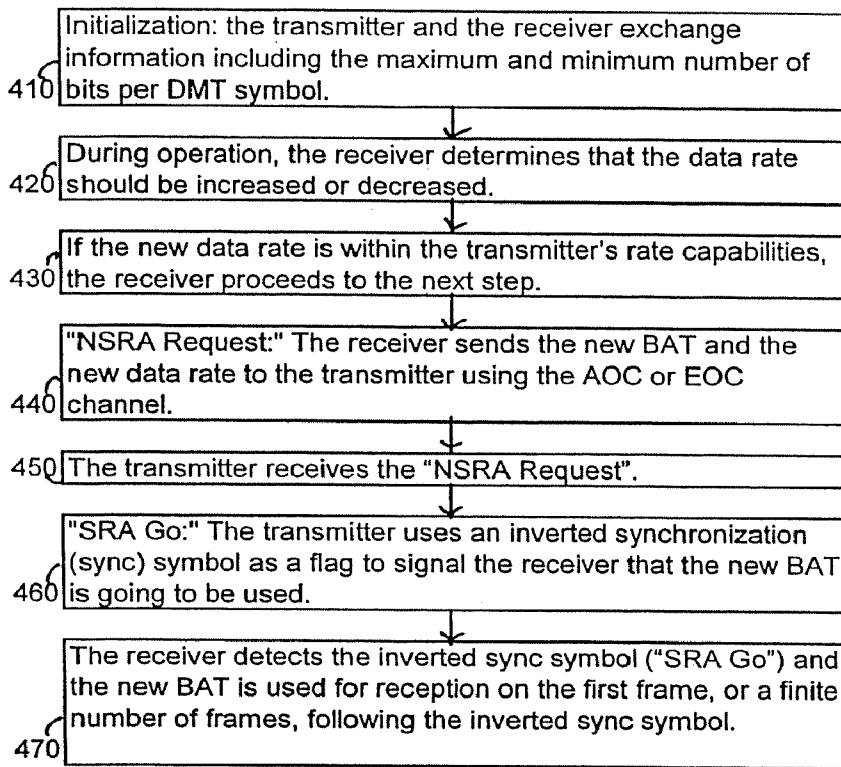 Initialization: the transmitter and the receiver exchange
information including the maximum and minimum number of
410 bits per DMT symbol.
During operation, the receiver determines that the data rate
420 should be increased or decreased.
If the new data rate is within the transmitter's rate capabilities,
430 the receiver proceeds to the next step.
"NSRA Request:" The receiver sends the new BAT and the
new data rate to the transmitter using the AOC or EOC
440 channel.
450 The transmitter receives the "NSRA Request".
"SRA Go:" The transmitter uses an inverted synchronization
(sync) symbol as a flag to signal the receiver that the new BAT
460 is going to be used.
The receiver detects the inverted sync symbol ("SRA Go") and
the new BAT is used for reception on the first frame, or a finite
number of frames, following the inverted sync symbol.
470